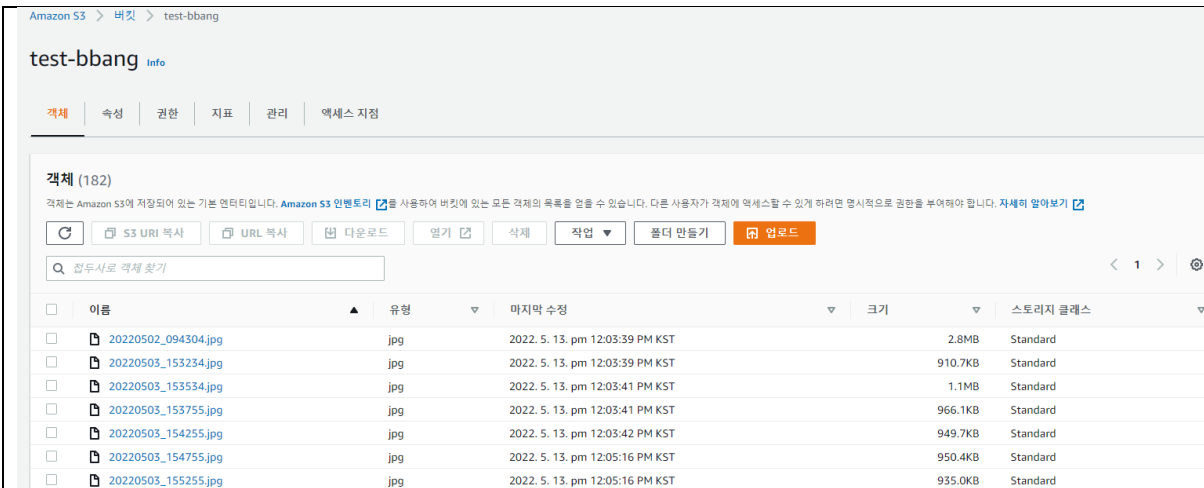 Amazon S3 > 버킷 > test-bbang
test-bbang Info
객체 속성 권한 지표 관리 액세스 지점
객체 (182)
객체는 Amazon S3에 저장되어 있는 기본 엔터티입니다. Amazon S3 인벤토리 를 사용하여 버킷에 있는 모든 객체의 목록을 얻을 수 있습니다. 다른 사용자가 객체에 액세스할 수 있게 하려면 명시적으로 권한을 부여해야 합니다. 자세히 알아보기
S3 URI 복사 URL 복사 다운로드 열기 삭제 작업 ▼ 폴더 만들기 업로드
접두사로 객체 찾기 < 1 >
이름 ▲ 유형 ▽ 마지막 수정 ▽ 크기 ▽ 스토리지 클래스 ▽
20220502_094304.jpg jpg 2022. 5. 13. pm 12:03:39 PM KST 2.8MB Standard
20220503_153234.jpg jpg 2022. 5. 13. pm 12:03:39 PM KST 910.7KB Standard
20220503_153534.jpg jpg 2022. 5. 13. pm 12:03:41 PM KST 1.1MB Standard
20220503_153755.jpg jpg 2022. 5. 13. pm 12:03:41 PM KST 966.1KB Standard
20220503_154255.jpg jpg 2022. 5. 13. pm 12:03:42 PM KST 949.7KB Standard
20220503_154755.jpg jpg 2022. 5. 13. pm 12:05:16 PM KST 950.4KB Standard
20220503_155255.jpg jpg 2022. 5. 13. pm 12:05:16 PM KST 935.0KB Standard